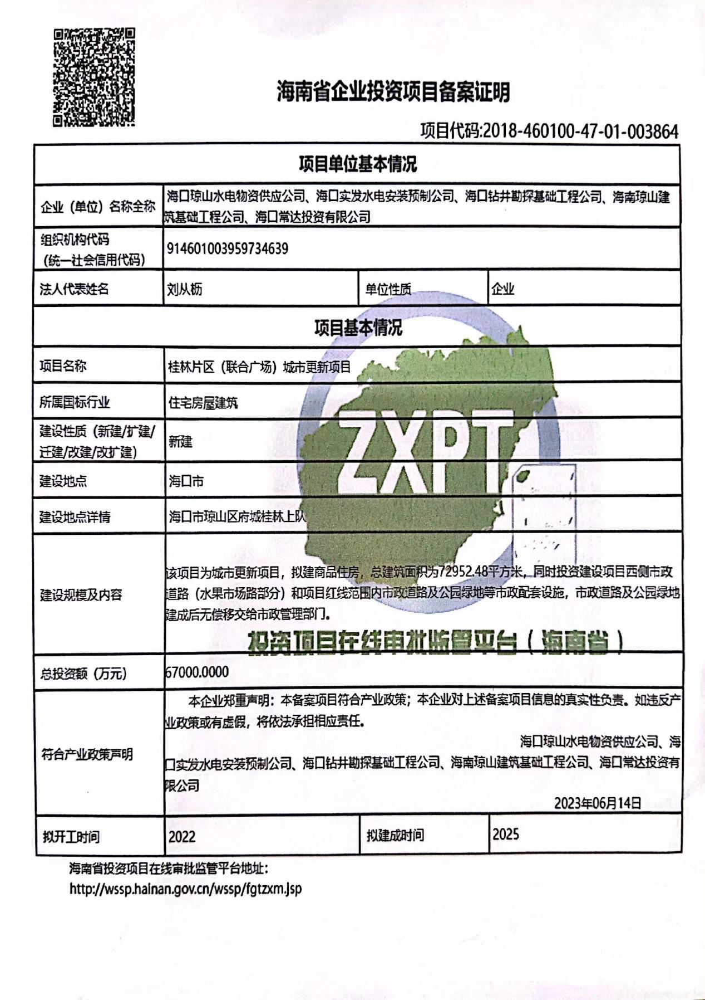 海南省企业投资项目备案证明
项目代码:2018-460100-47-01-003864
项目单位基本情况
企业（单位）名称全称
海口琼山水电物资供应公司、海口实发水电安装预制公司、海口钻井勘探基础工程公司、海南琼山建
筑基础工程公司、海口常达投资有限公司
组织机构代码
（统一社会信用代码）
914601003959734639
法人代表姓名
刘从枥
单位性质
企业
项目基本情况
项目名称
桂林片区（联合广场）城市更新项目
所属国标行业
住宅房屋建筑
建设性质（新建/扩建/
迁建/改建/改扩建）
新建
建设地点
海口市
建设地点详情
海口市琼山区府城桂林上队
ZXPT
建设规模及内容
该项目为城市更新项目，拟建商品住房，总建筑面积为72952.48平方米，同时投资建设项目西侧市政
道路（水果市场路部分）和项目红线范围内市政道路及公园绿地等市政配套设施，市政道路及公园绿地
建成后无偿移交给市政管理部门。
投资项目在线审批监管平台（海南省）
总投资额（万元）
67000.0000
符合产业政策声明
本企业郑重声明：本备案项目符合产业政策；本企业对上述备案项目信息的真实性负责。如违反产
业政策或有虚假，将依法承担相应责任。
海口琼山水电物资供应公司、海
口实发水电安装预制公司、海口钻井勘探基础工程公司、海南琼山建筑基础工程公司、海口常达投资有
限公司
2023年06月14日
拟开工时间
2022
拟建成时间
2025
海南省投资项目在线审批监管平台地址：
http://wssp.hainan.gov.cn/wssp/fgtzxm.jsp